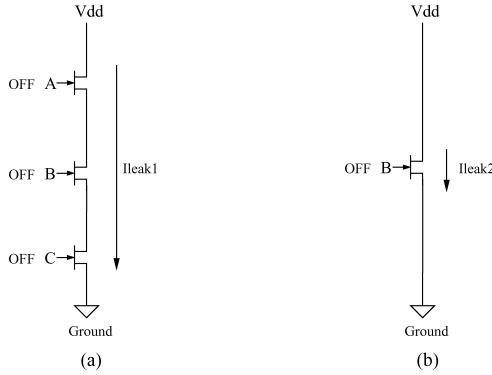 Vdd
OFF A
OFF B
Ileak1
OFF C
Ground
(a)
Vdd
OFF B
Ileak2
Ground
(b)